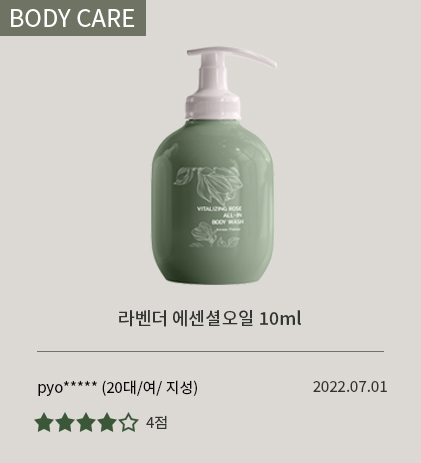 BODY CARE
VITALIZING ROSE
ALL-IN
BODY WASH
라벤더 에센셜오일 10ml
pyo***** (20대/여/ 지성)
2022.07.01
4점